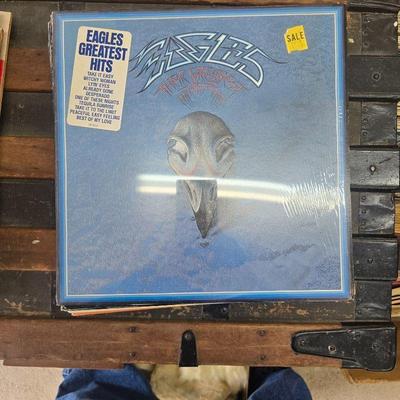 EAGLES
GREATEST
HITS
TAKE IT EASY
WITCHY WOMAN
LYIN' EYES
ALREADY GONE
DESPERADO
ONE OF THESE NIGHTS
TEQUILA SUNRISE
TAKE IT TO THE LIMIT
PEACEFUL EASY FEELING
BEST OF MY LOVE
EAGLES
SALE